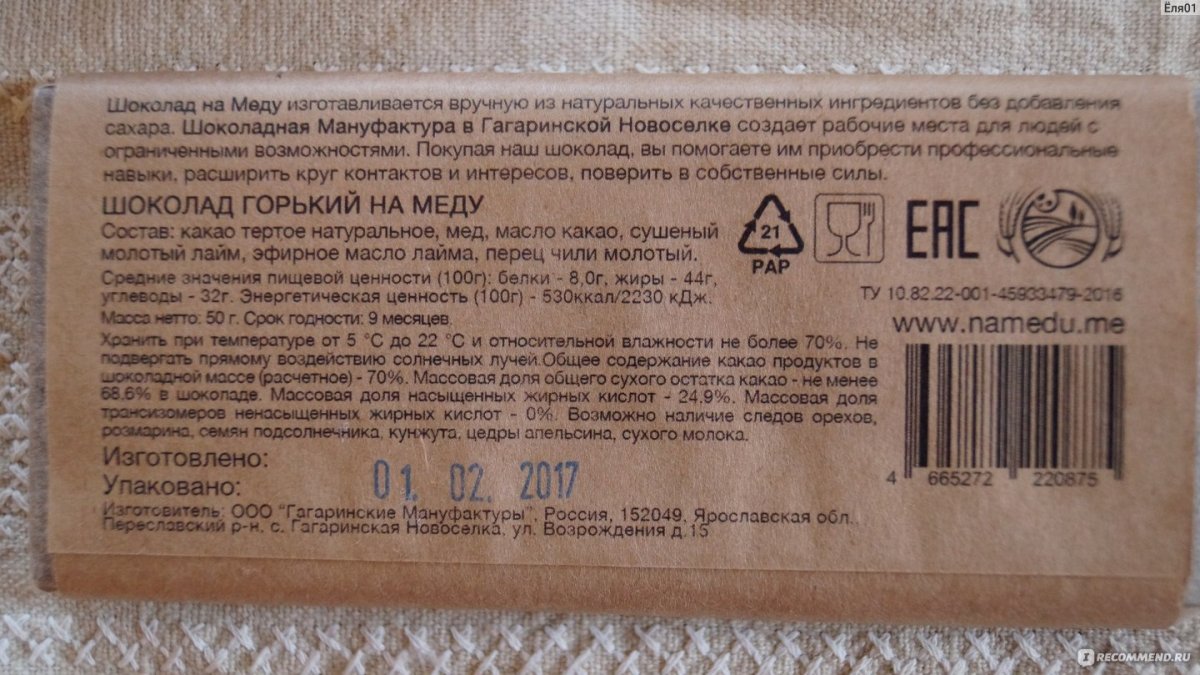 Ёля01
Шоколад на Меду изготавливается вручную из натуральных качественных ингредиентов без добавления
сахара. Шоколадная Мануфактура в Гагаринской Новоселке создает рабочие места для людей с
ограниченными возможностями. Покупая наш шоколад, вы помогаете им приобрести профессиональные
навыки, расширить круг контактов и интересов, поверить в собственные силы.
ШОКОЛАД ГОРЬКИЙ НА МЕДУ
Состав: какао тертое натуральное, мед, масло какао, сушеный
молотый лайм, эфирное масло лайма, перец чили молотый.
Средние значения пищевой ценности (100г): белки - 8,0г, жиры - 44г,
углеводы - 32г. Энергетическая ценность (100г) - 530ккал/2230 кДж.
Масса нетто: 50 г. Срок годности: 9 месяцев.
21
PAP
EAC
ТУ 10.82.22-001-45933479-2016
www.namedu.me
Хранить при температуре от 5 °C до 22 °C и относительной влажности не более 70%. Не
подвергать прямому воздействию солнечных лучей.Общее содержание какао продуктов в
шоколадной массе (расчетное) - 70%. Массовая доля общего сухого остатка какао - не менее
68,6% в шоколаде. Массовая доля насыщенных жирных кислот - 24,9%. Массовая доля
трансизомеров ненасыщенных жирных кислот - 0%. Возможно наличие следов орехов,
розмарина, семян подсолнечника, кунжута, цедры апельсина, сухого молока.
4 665272 220875
Изготовлено:
Упаковано:
01. 02. 2017
Изготовитель: ООО "Гагаринские Мануфактуры", Россия, 152049, Ярославская обл.,
Переславский р-н, с. Гагаринская Новоселка, ул. Возрождения д.15
I RECOMMEND.RU